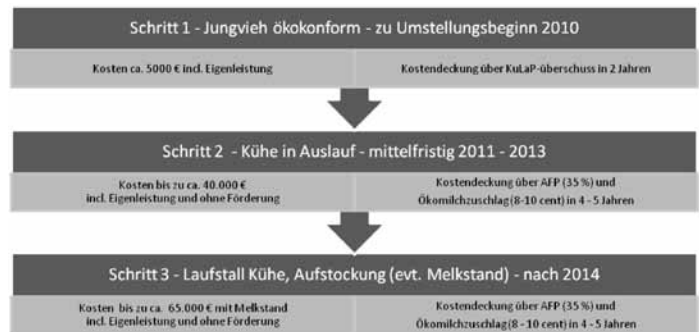 Schritt 1 - Jungvieh ökokonform - zu Umstellungsbeginn 2010
Kosten ca. 5000 € incl. Eigenleistung
Kostendeckung über KuLaP-überschuss in 2 Jahren
Schritt 2 - Kühe in Auslauf - mittelfristig 2011 - 2013
Kosten bis zu ca. 40.000 €
incl. Eigenleistung und ohne Förderung
Kostendeckung über AFP (35 %) und
Ökomilchzuschlag (8-10 cent) in 4 - 5 Jahren
Schritt 3 - Laufstall Kühe, Aufstockung (evt. Melkstand) - nach 2014
Kosten bis zu ca. 65.000 € mit Melkstand
incl. Eigenleistung und ohne Förderung
Kostendeckung über AFP (35 %) und
Ökomilchzuschlag (8 - 10 cent) in 4 - 5 Jahren